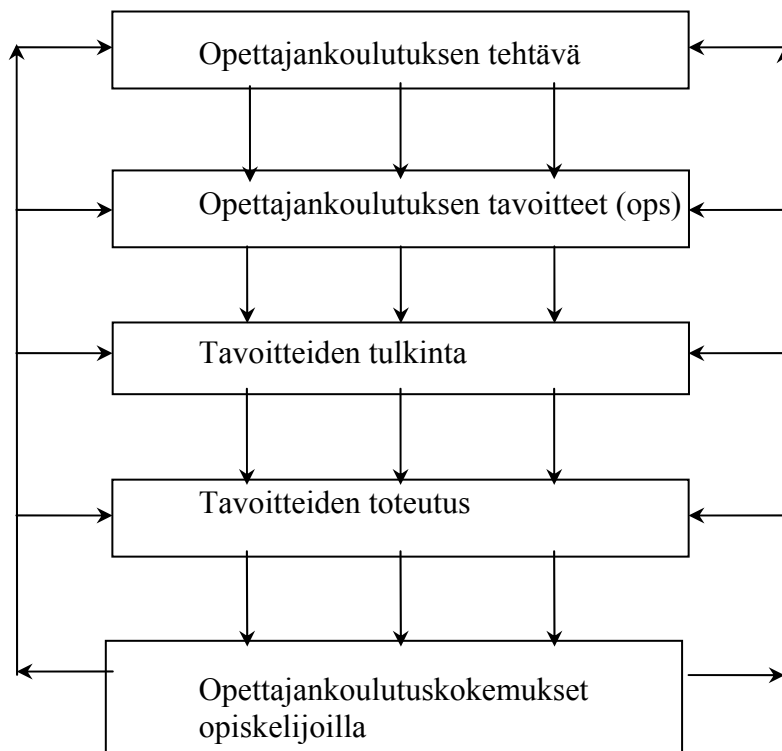 Opettajankoulutuksen tehtävä
Opettajankoulutuksen tavoitteet (ops)
Tavoitteiden tulkinta
Tavoitteiden toteutus
Opettajankoulutuskokemukset
opiskelijoilla